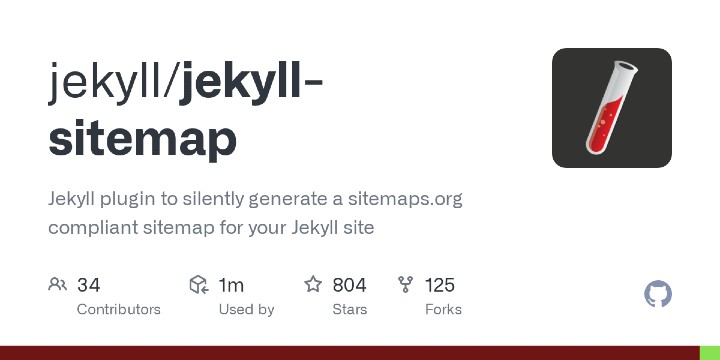 jekyll/jekyll-
sitemap
Jekyll plugin to silently generate a sitemaps.org
compliant sitemap for your Jekyll site
34
Contributors
1m
Used by
804
Stars
125
Forks